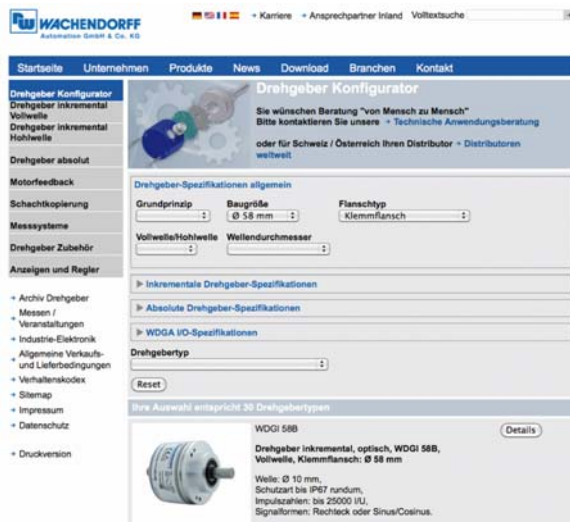 WACHENDORFF
Automation GmbH & Co. KG
Karriere
Ansprechpartner Inland
Volltextsuche
Startseite
Unternehmen
Produkte
News
Download
Branchen
Kontakt
Drehgeber Konfigurator
Drehgeber inkremental
Vollwelle
Drehgeber inkremental
Hohlwelle
Drehgeber absolut
Motorfeedback
Schachtkopierung
Messsysteme
Drehgeber Zubehör
Anzeigen und Regler
Archiv Drehgeber
Messen /
Veranstaltungen
Industrie-Elektronik
Allgemeine Verkaufs-
und Lieferbedingungen
Verhaltenskodex
Sitemap
Impressum
Datenschutz
Druckversion
Drehgeber Konfigurator
Sie wünschen Beratung "von Mensch zu Mensch"
Bitte kontaktieren Sie unsere Technische Anwendungsberatung
oder für Schweiz / Österreich Ihren Distributor Distributoren
weltweit
Drehgeber-Spezifikationen allgemein
Grundprinzip Baugröße Flanschtyp
Ø 58 mm Klemmflansch
Vollwelle/Hohlwelle Wellendurchmesser
Inkrementale Drehgeber-Spezifikationen
Absolute Drehgeber-Spezifikationen
WDGA I/O-Spezifikationen
Drehgebertyp
Reset
Ihre Auswahl entspricht 30 Drehgebertypen
WDGI 58B
Details
Drehgeber inkremental, optisch, WDGI 58B,
Vollwelle, Klemmflansch: Ø 58 mm
Welle: Ø 10 mm,
Schutzart bis IP67 rundum,
Impulszahlen: bis 25000 I/U,
Signalformen: Rechteck oder Sinus/Cosinus.